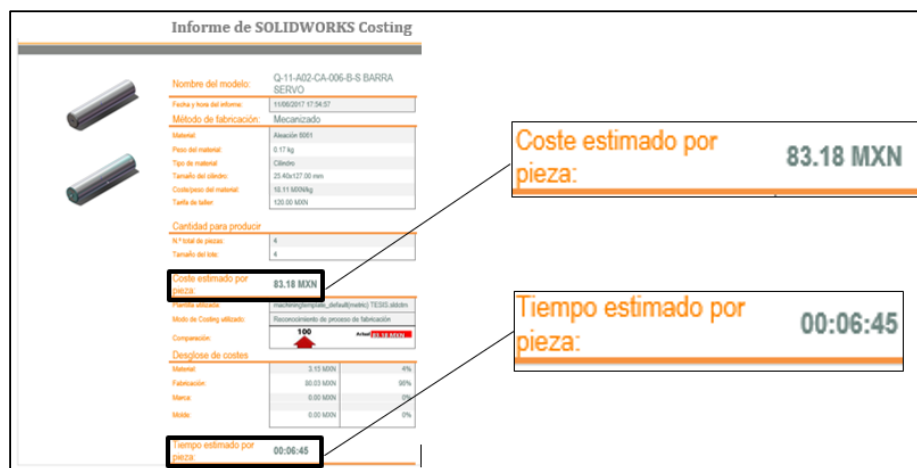 Informe de SOLIDWORKS Costing
Nombre del modelo: Q-11-A02-CA-006-B-S BARRA
SERVO
Fecha y hora del informe: 11/06/2017 17:54:57
Método de fabricación: Mecanizado
Material: Aleación 6061
Peso del material: 0.17 kg
Tipo de material: Cilindro
Tamaño del cilindro: 25.40x127.00 mm
Coste/peso del material: 18.11 MXN/kg
Tarifa de taller: 120.00 MXN
Cantidad para producir
N.º total de piezas: 4
Tamaño del lote: 4
Coste estimado por
pieza: 83.18 MXN
Plantilla utilizada: machiningtemplate_default(metric) TESIS.sldctm
Modo de Costing utilizado: Reconocimiento de proceso de fabricación
Comparación: 100 Actual 83.18 MXN
Desglose de costes
Material: 3.15 MXN 4%
Fabricación: 80.03 MXN 96%
Marca: 0.00 MXN 0%
Molde: 0.00 MXN 0%
Tiempo estimado por
pieza: 00:06:45
Coste estimado por
pieza: 83.18 MXN
Tiempo estimado por
pieza: 00:06:45